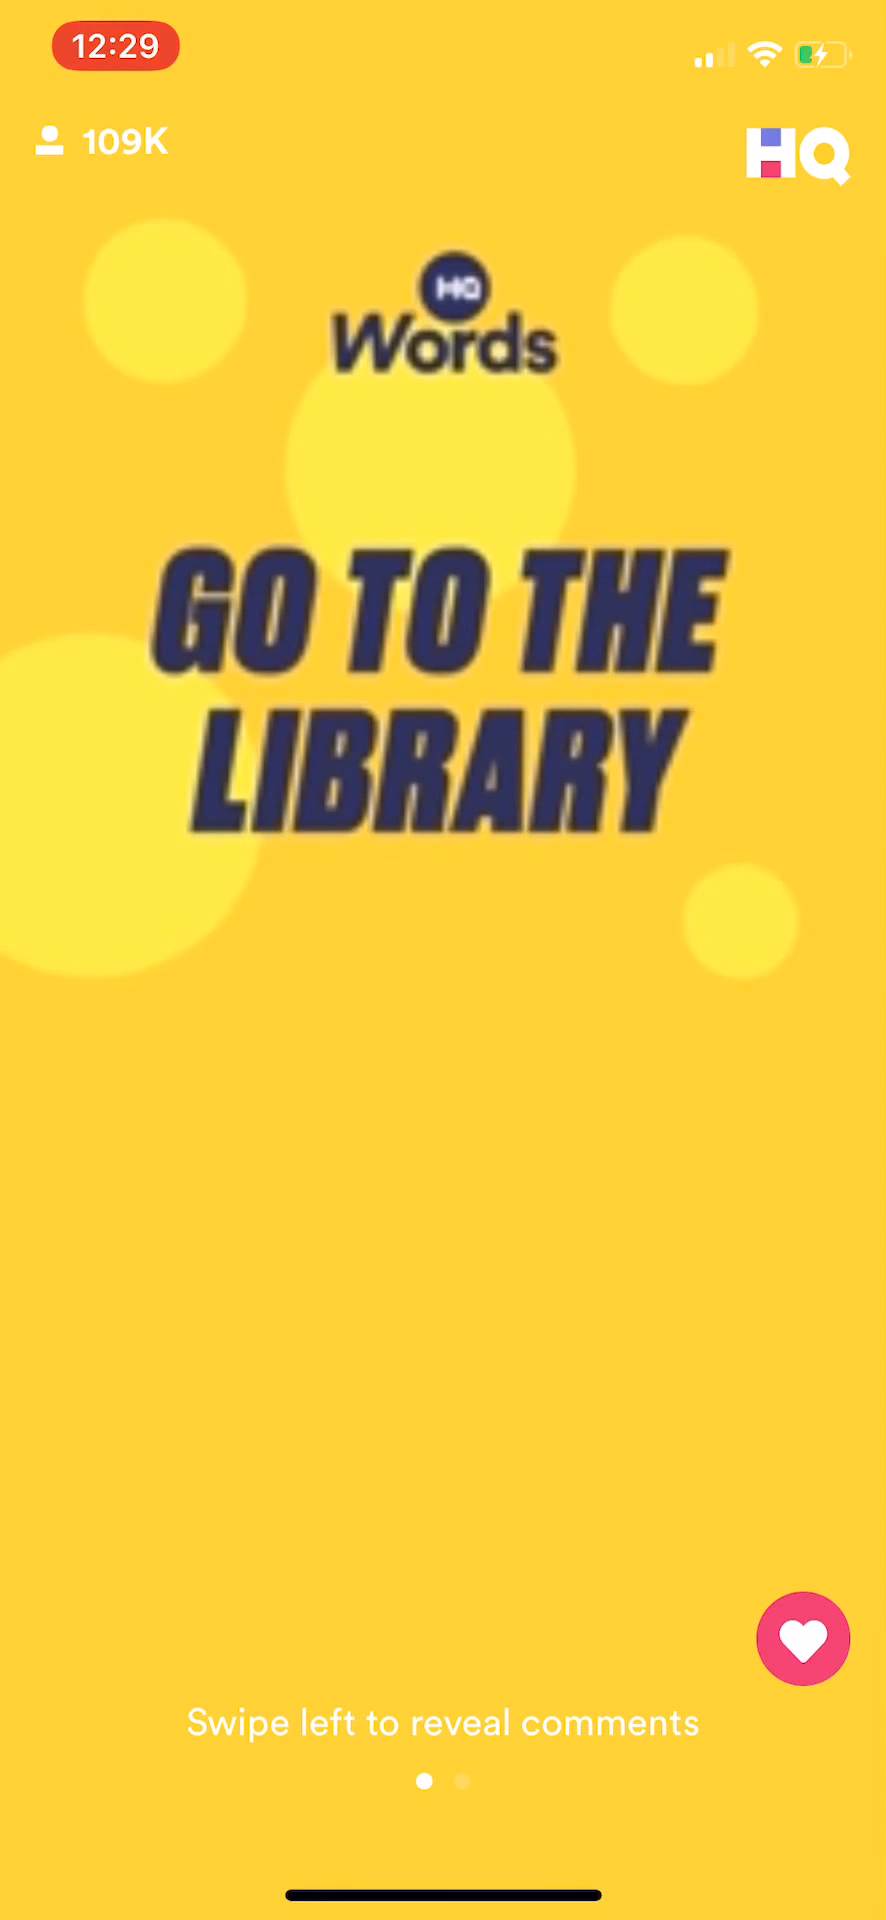 12:29
109K
HQ
HQ
Words
GO TO THE
LIBRARY
Swipe left to reveal comments